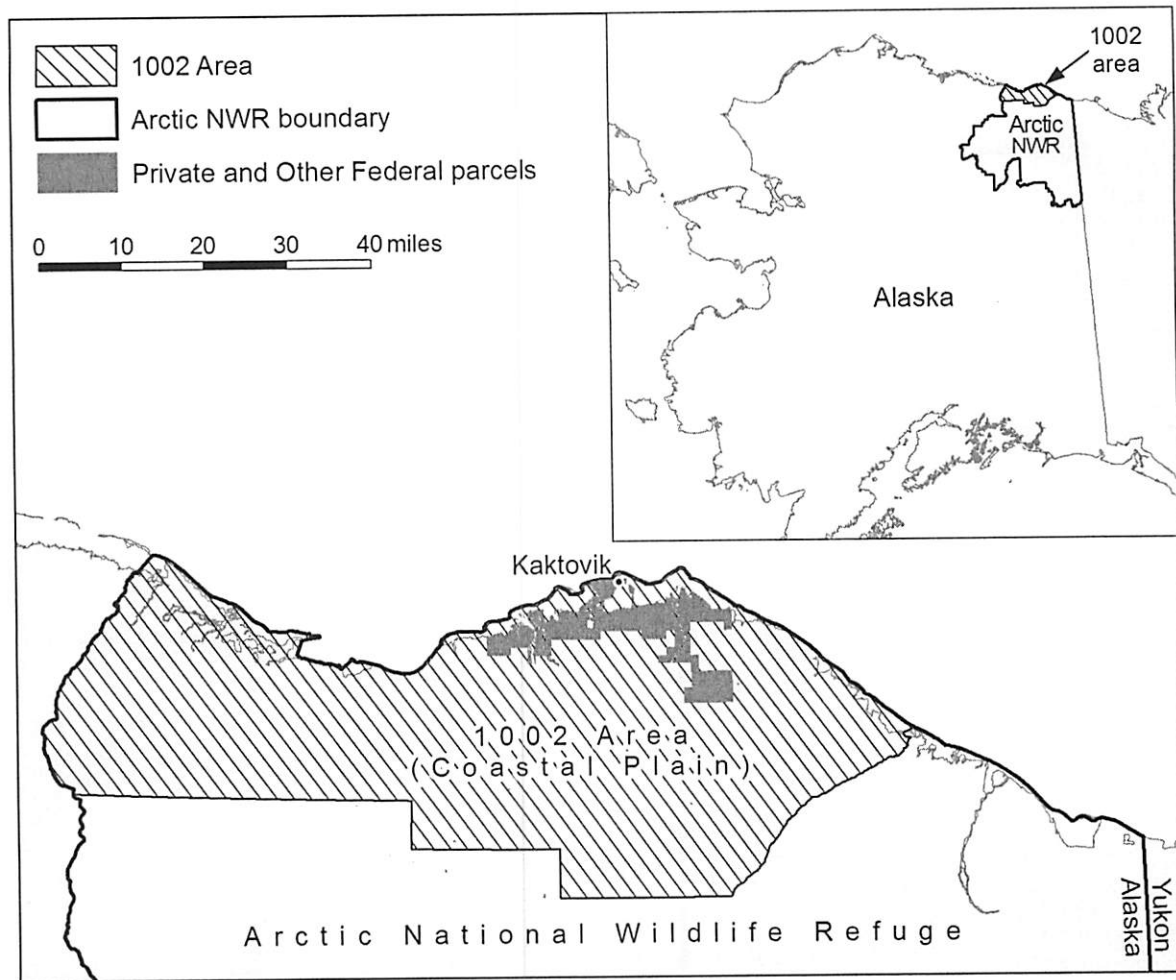 1002 Area
Arctic NWR boundary
Private and Other Federal parcels
0 10 20 30 40 miles
1002
area
Arctic
NWR
Alaska
Kaktovik
1002 Area
(Coastal Plain)
Arctic National Wildlife Refuge
Alaska
Yukon